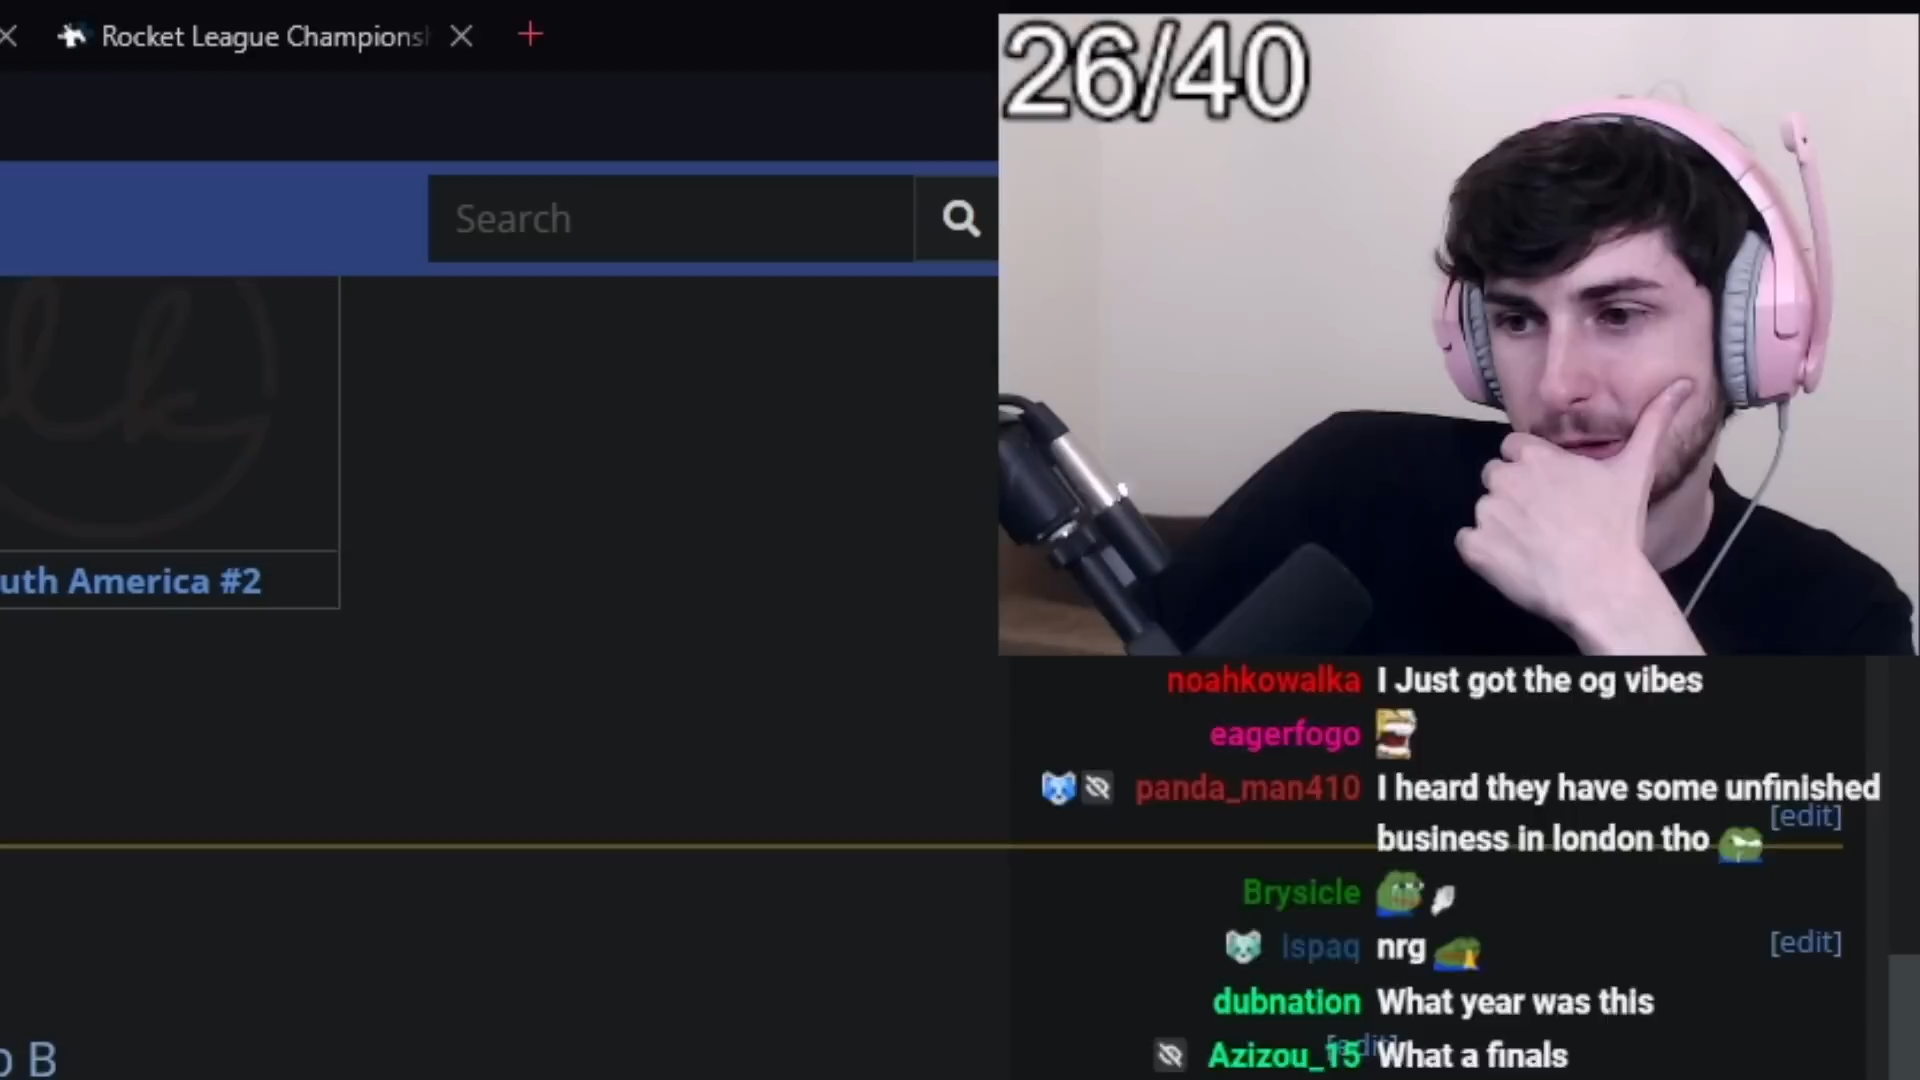 Rocket League Champions
26/40
Search
lk
uth America #2
noahkowalka I Just got the og vibes
eagerfogo
panda_man410 I heard they have some unfinished
[edit]
business in london tho
Brysicle
Ispaq nrg
[edit]
dubnation What year was this
Azizou_15 What a finals
[edit]
B